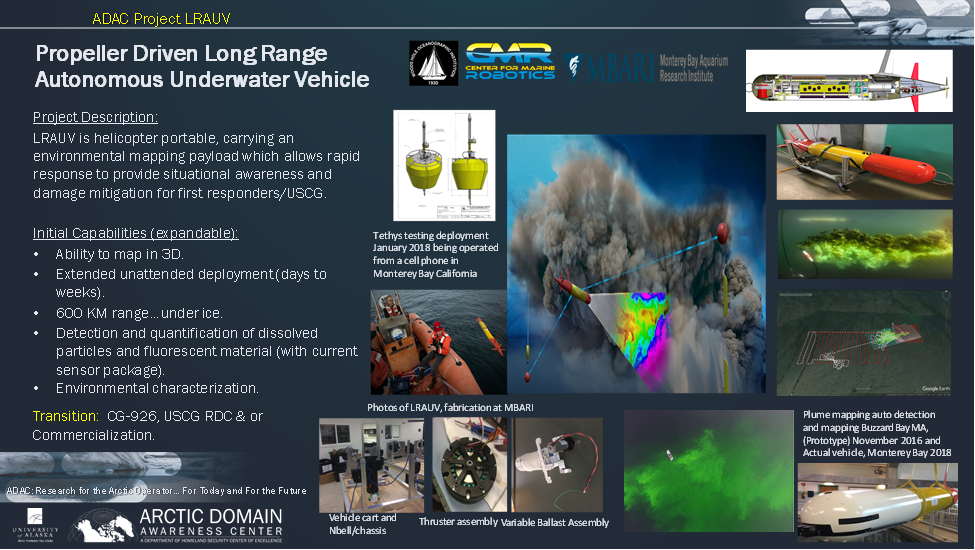 ADAC Project LRAUV
Propeller Driven Long Range
Autonomous Underwater Vehicle
Project Description:
LRAUV is helicopter portable, carrying an
environmental mapping payload which allows rapid
response to provide situational awareness and
damage mitigation for first responders/USCG.
Initial Capabilities (expandable):
• Ability to map in 3D.
• Extended unattended deployment (days to
weeks).
• 600 KM range…under ice.
• Detection and quantification of dissolved
particles and fluorescent material (with current
sensor package).
• Environmental characterization.
Transition: CG-926, USCG RDC & or
Commercialization.
ADAC: Research for the Arctic Operator… For Today and For the Future
UNIVERSITY
of ALASKA
ARCTIC DOMAIN
AWARENESS CENTER
A DEPARTMENT OF HOMELAND SECURITY CENTER OF EXCELLENCE
WOODS HOLE OCEANOGRAPHIC INSTITUTION
1930
CMR
CENTER FOR MARINE
ROBOTICS
MBARI
Monterey Bay Aquarium
Research Institute
Tethys testing deployment
January 2018 being operated
from a cell phone in
Monterey Bay California
Photos of LRAUV, fabrication at MBARI
Vehicle cart and
Nbell/chassis
Thruster assembly
Variable Ballast Assembly
Google Earth
Plume mapping auto detection
and mapping Buzzard Bay MA,
(Prototype) November 2016 and
Actual vehicle, Monterey Bay 2018